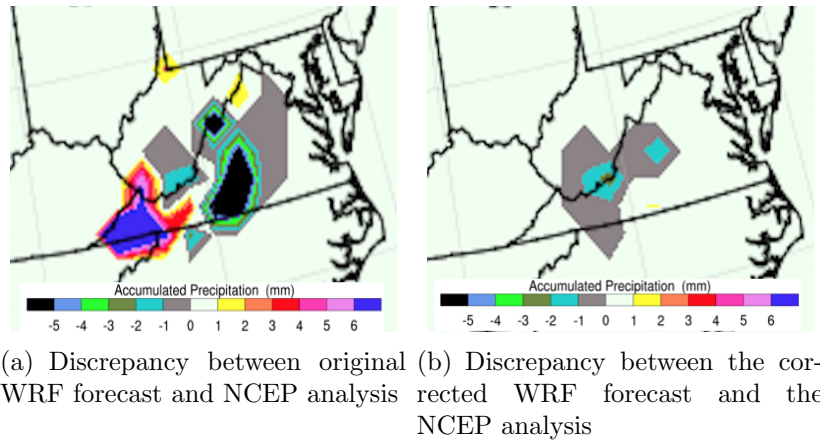 Accumulated Precipitation (mm)
-5 -4 -3 -2 -1 0 1 2 3 4 5 6
Accumulated Precipitation (mm)
-5 -4 -3 -2 -1 0 1 2 3 4 5 6
(a) Discrepancy between original
WRF forecast and NCEP analysis
(b) Discrepancy between the cor-
rected WRF forecast and the
NCEP analysis